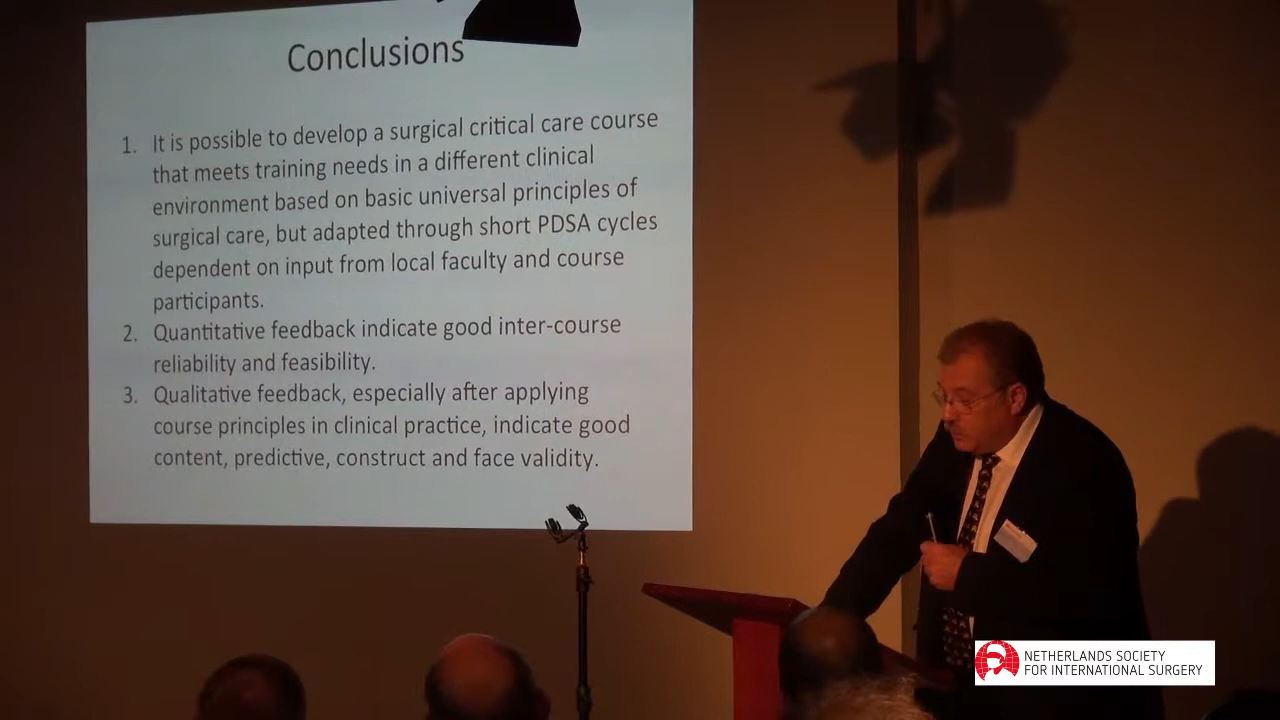 Conclusions
1. It is possible to develop a surgical critical care course
that meets training needs in a different clinical
environment based on basic universal principles of
surgical care, but adapted through short PDSA cycles
dependent on input from local faculty and course
participants.
2. Quantitative feedback indicate good inter-course
reliability and feasibility.
3. Qualitative feedback, especially after applying
course principles in clinical practice, indicate good
content, predictive, construct and face validity.
NETHERLANDS SOCIETY
FOR INTERNATIONAL SURGERY